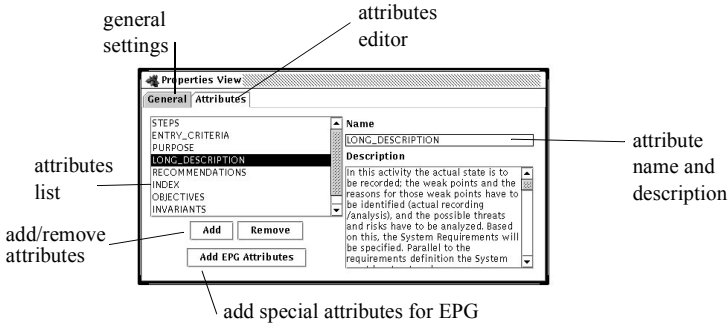 general
settings
attributes
editor
Properties View
General Attributes
STEPS
ENTRY_CRITERIA
PURPOSE
LONG_DESCRIPTION
RECOMMENDATIONS
INDEX
OBJECTIVES
INVARIANTS
Add Remove
Add EPG Attributes
Name
LONG_DESCRIPTION
Description
In this activity the actual state is to
be recorded; the weak points and the
reasons for those weak points have to
be identified (actual recording
/analysis), and the possible threats
and risks have to be analyzed. Based
on this, the System Requirements will
be specified. Parallel to the
requirements definition the System
attributes
list
add/remove
attributes
attribute
name and
description
add special attributes for EPG